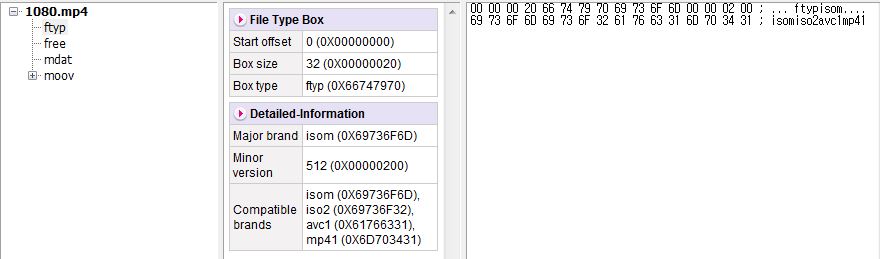 1080.mp4
ftyp
free
mdat
moov
File Type Box
Start offset 0 (0X00000000)
Box size 32 (0X00000020)
Box type ftyp (0X66747970)
Detailed-Information
Major brand isom (0X69736F6D)
Minor version 512 (0X00000200)
Compatible brands isom (0X69736F6D),
iso2 (0X69736F32),
avc1 (0X61766331),
mp41 (0X6D703431)
00 00 00 20 66 74 79 70 69 73 6F 6D 00 00 02 00 ; ... ftypisom....
69 73 6F 6D 69 73 6F 32 61 76 63 31 6D 70 34 31 ; isomiso2avc1mp41